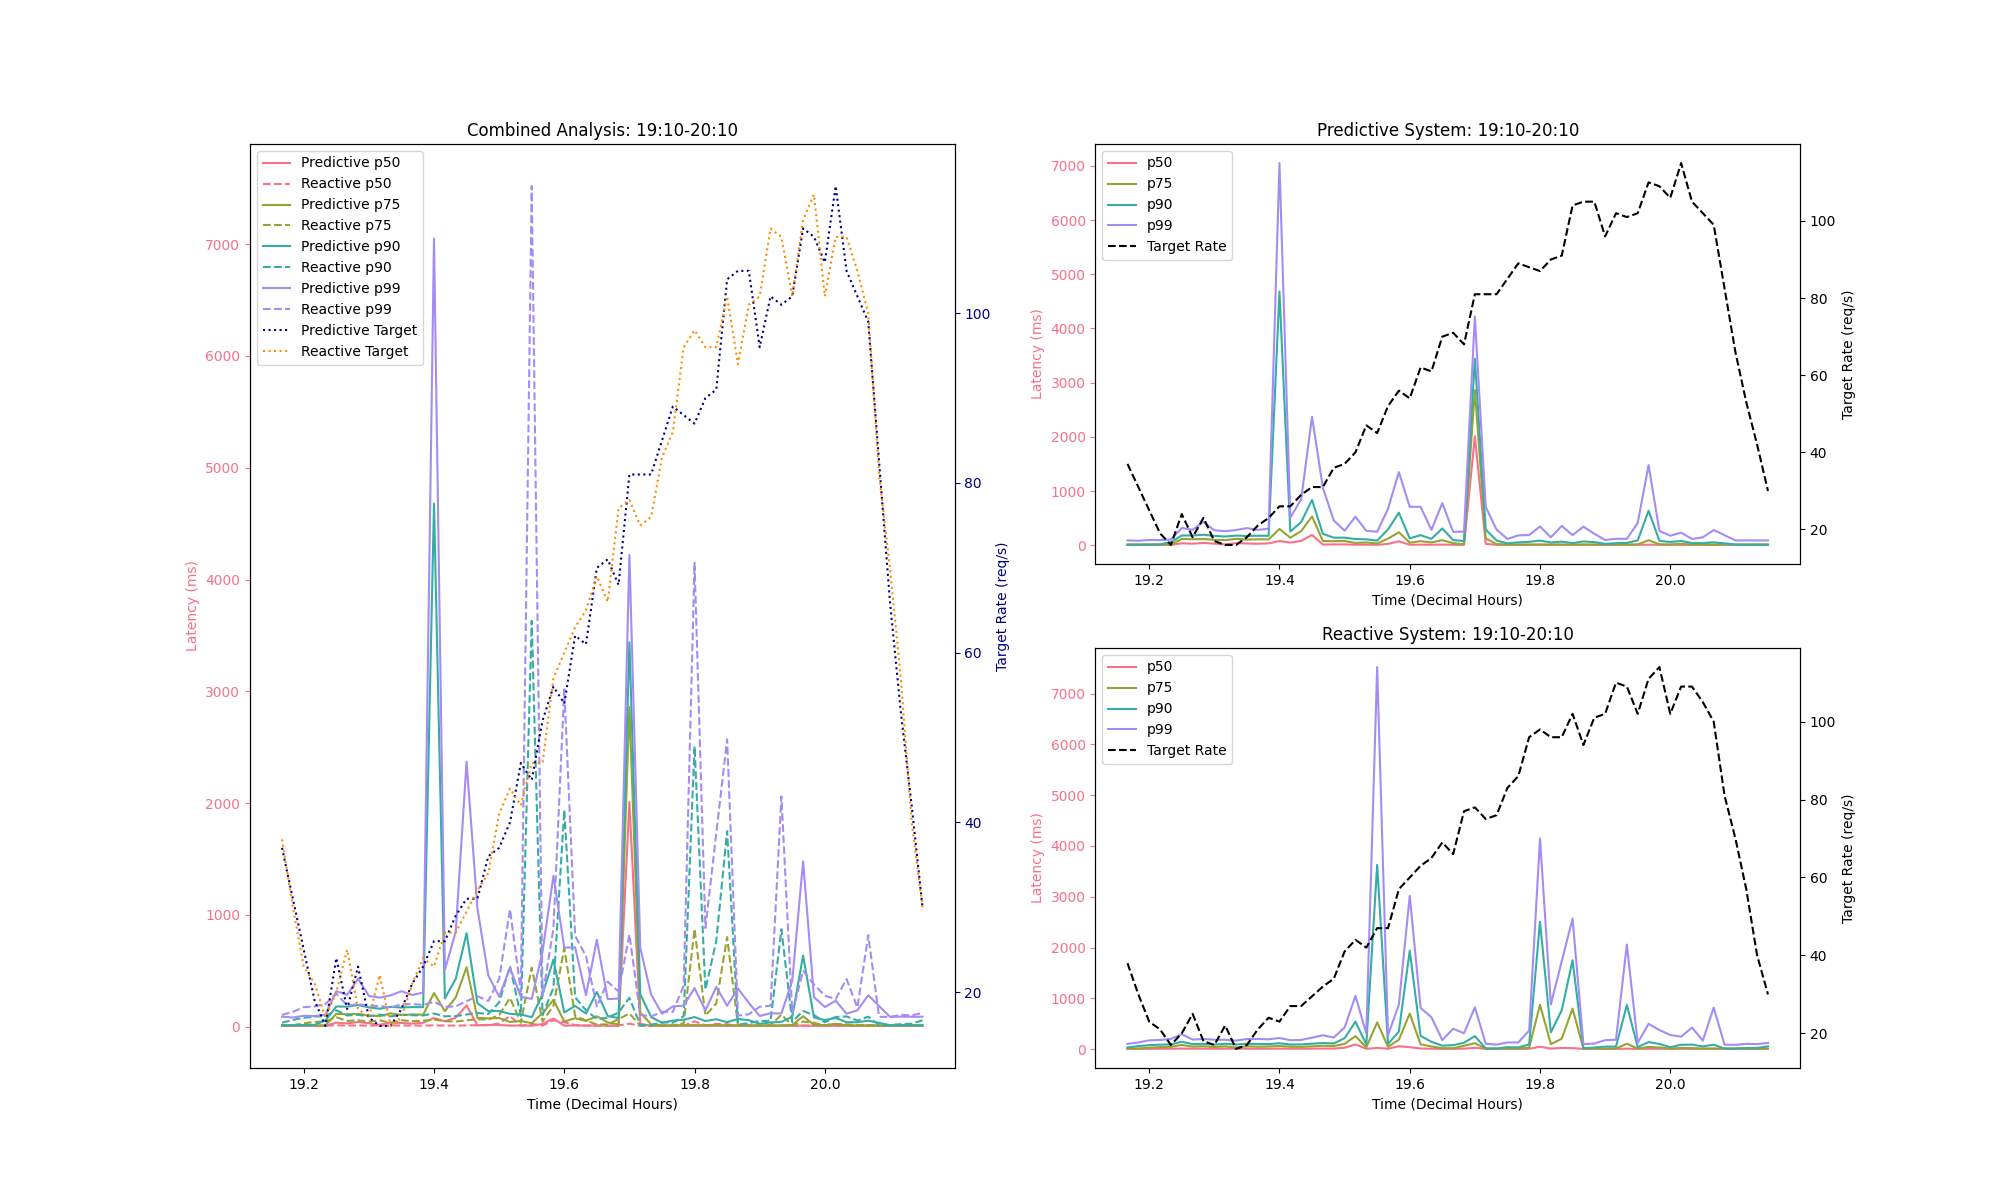 Combined Analysis: 19:10-20:10
Predictive p50
Reactive p50
Predictive p75
Reactive p75
Predictive p90
Reactive p90
Predictive p99
Reactive p99
Predictive Target
Reactive Target
7000
6000
5000
4000
3000
2000
1000
0
Latency (ms)
100
80
60
40
20
Target Rate (req/s)
19.2 19.4 19.6 19.8 20.0
Time (Decimal Hours)
Predictive System: 19:10-20:10
p50
p75
p90
p99
Target Rate
7000
6000
5000
4000
3000
2000
1000
0
Latency (ms)
100
80
60
40
20
Target Rate (req/s)
19.2 19.4 19.6 19.8 20.0
Time (Decimal Hours)
Reactive System: 19:10-20:10
p50
p75
p90
p99
Target Rate
7000
6000
5000
4000
3000
2000
1000
0
Latency (ms)
100
80
60
40
20
Target Rate (req/s)
19.2 19.4 19.6 19.8 20.0
Time (Decimal Hours)